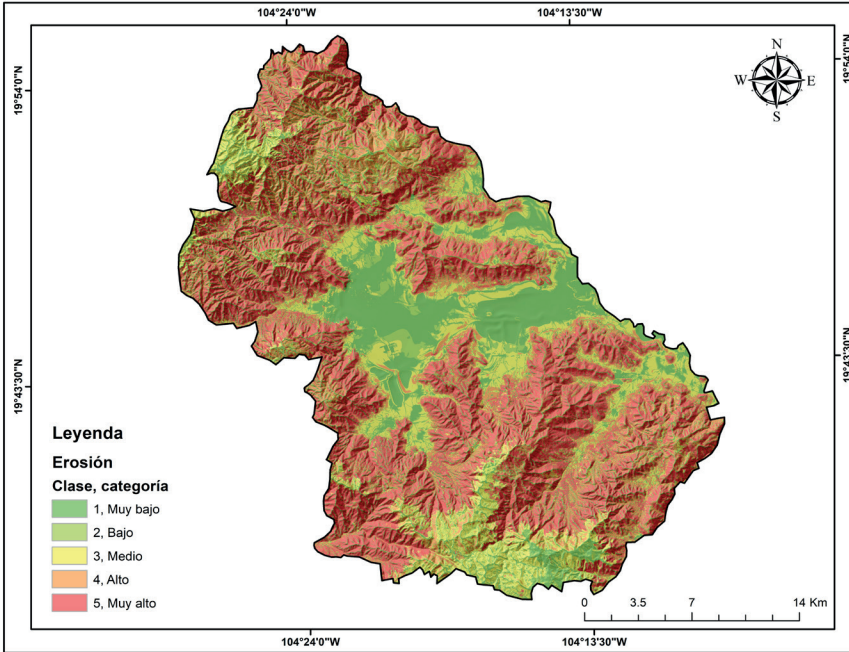 104°24'0"W 104°13'30"W
N
W E
S
19°54'0"N
19°54'0"N
19°43'30"N
19°43'30"N
Leyenda
Erosión
Clase, categoría
1, Muy bajo
2, Bajo
3, Medio
4, Alto
5, Muy alto
0 3.5 7 14 Km
104°24'0"W 104°13'30"W